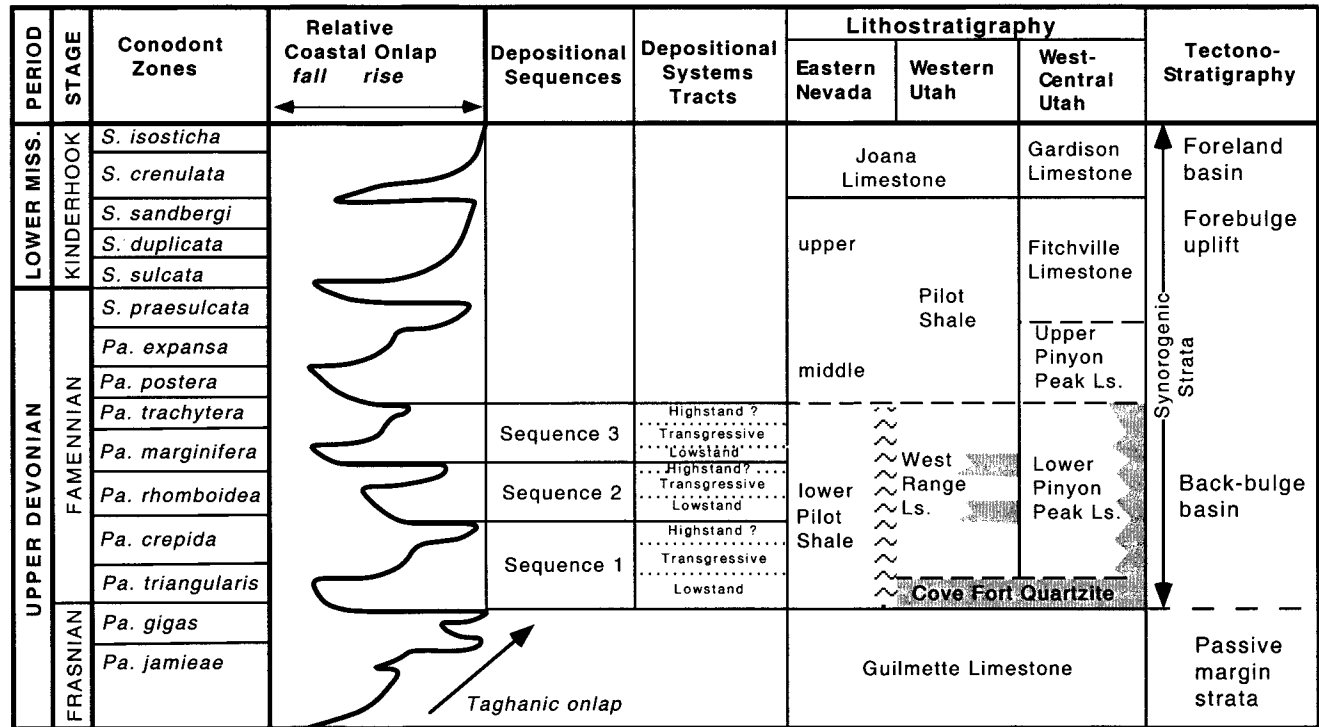 PERIOD
STAGE
Conodont
Zones
Relative
Coastal Onlap
fall rise
Depositional
Sequences
Depositional
Systems
Tracts
Lithostratigraphy
Eastern
Nevada
Western
Utah
West-
Central
Utah
Tectono-
Stratigraphy
LOWER MISS.
KINDERHOOK
S. isosticha
S. crenulata
S. sandbergi
S. duplicata
S. sulcata
UPPER DEVONIAN
FAMENNIAN
S. praesulcata
Pa. expansa
Pa. postera
Pa. trachytera
Pa. marginifera
Pa. rhomboidea
Pa. crepida
Pa. triangularis
FRASNIAN
Pa. gigas
Pa. jamieae
Taghanic onlap
Sequence 3
Sequence 2
Sequence 1
Highstand ?
Transgressive
Lowstand
Highstand?
Transgressive
Lowstand
Highstand ?
Transgressive
Lowstand
Joana
Limestone
Gardison
Limestone
upper
middle
Pilot
Shale
Fitchville
Limestone
Upper
Pinyon
Peak Ls.
lower
Pilot
Shale
West
Range
Ls.
Lower
Pinyon
Peak Ls.
Cove Fort Quartzite
Guilmette Limestone
Synorogenic
Strata
Foreland
basin
Forebulge
uplift
Back-bulge
basin
Passive
margin
strata